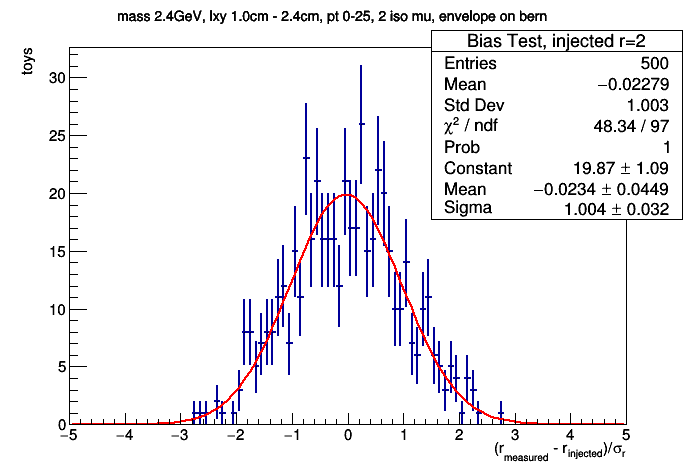 mass 2.4GeV, lxy 1.0cm - 2.4cm, pt 0-25, 2 iso mu, envelope on bern
Bias Test, injected r=2
Entries 500
Mean −0.02279
Std Dev 1.003
χ² / ndf 48.34 / 97
Prob 1
Constant 19.87 ± 1.09
Mean −0.0234 ± 0.0449
Sigma 1.004 ± 0.032
toys
30
25
20
15
10
5
0
−5 −4 −3 −2 −1 0 1 2 3 4 5
(r_measured - r_injected)/σ_r